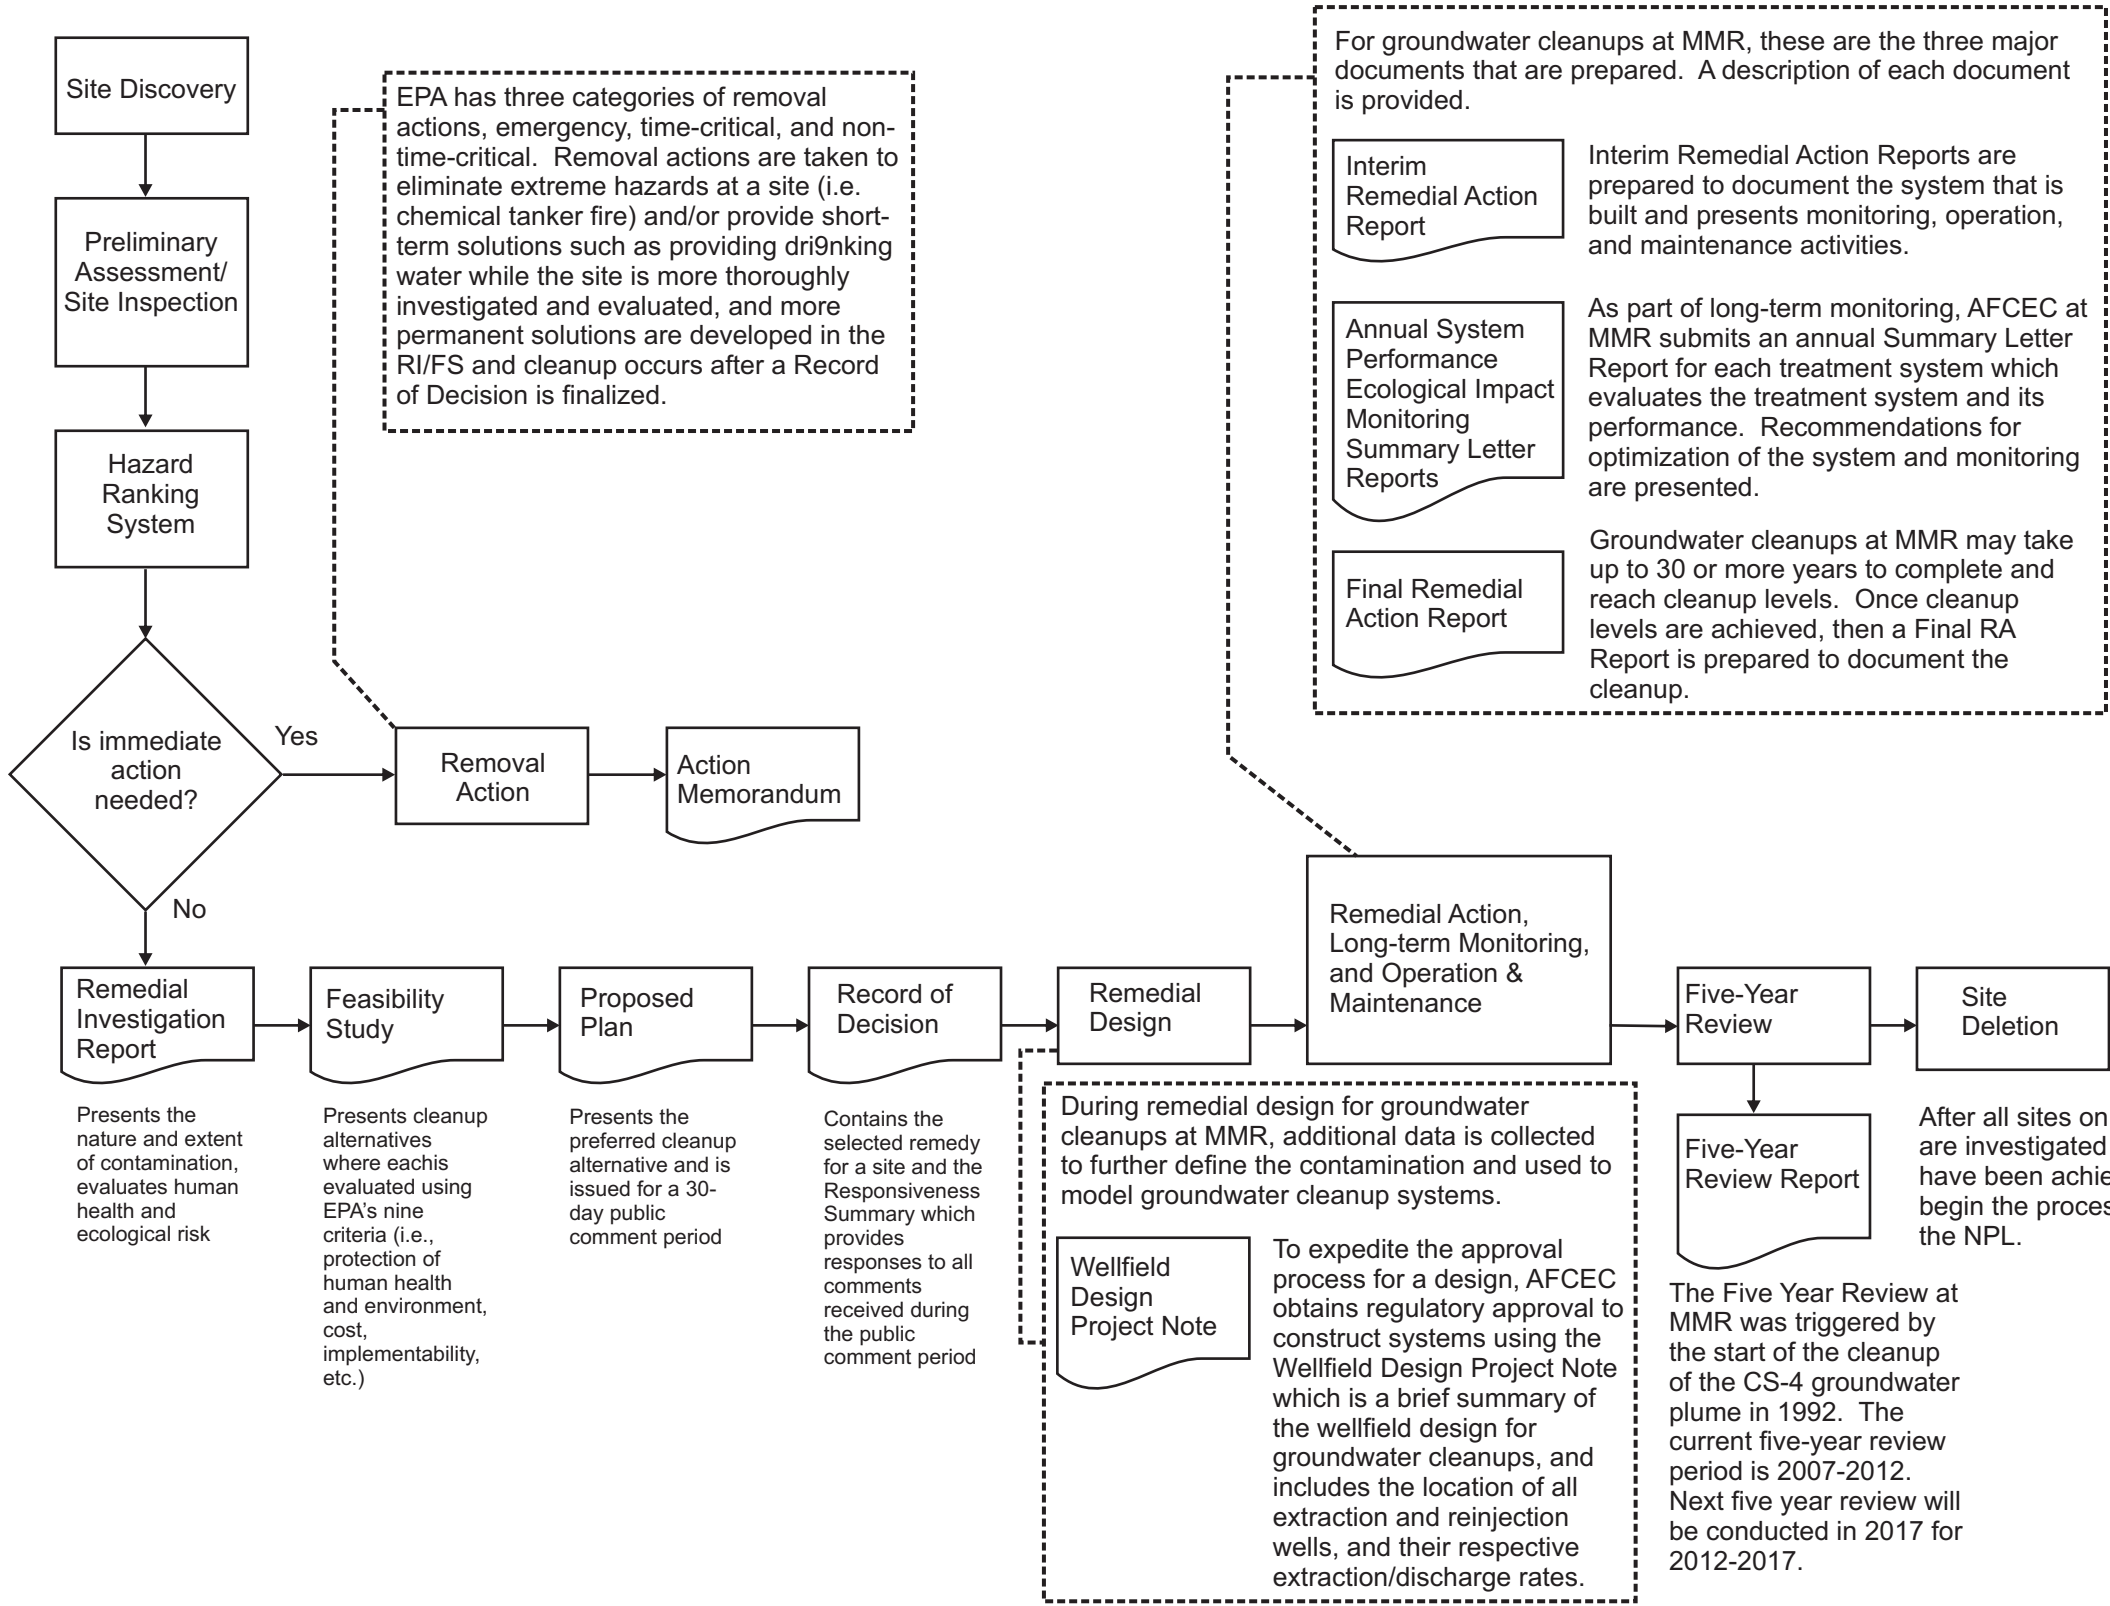 Site Discovery
Preliminary
Assessment/
Site Inspection
Hazard
Ranking
System
Is immediate
action
needed?
Yes
No
EPA has three categories of removal
actions, emergency, time-critical, and non-
time-critical.  Removal actions are taken to
eliminate extreme hazards at a site (i.e.
chemical tanker fire) and/or provide short-
term solutions such as providing dri9nking
water while the site is more thoroughly
investigated and evaluated, and more
permanent solutions are developed in the
RI/FS and cleanup occurs after a Record
of Decision is finalized.
Removal
Action
Action
Memorandum
For groundwater cleanups at MMR, these are the three major
documents that are prepared.  A description of each document
is provided.
Interim
Remedial Action
Report
Interim Remedial Action Reports are
prepared to document the system that is
built and presents monitoring, operation,
and maintenance activities.
Annual System
Performance
Ecological Impact
Monitoring
Summary Letter
Reports
As part of long-term monitoring, AFCEC at
MMR submits an annual Summary Letter
Report for each treatment system which
evaluates the treatment system and its
performance.  Recommendations for
optimization of the system and monitoring
are presented.
Final Remedial
Action Report
Groundwater cleanups at MMR may take
up to 30 or more years to complete and
reach cleanup levels.  Once cleanup
levels are achieved, then a Final RA
Report is prepared to document the
cleanup.
Remedial
Investigation
Report
Presents the
nature and extent
of contamination,
evaluates human
health and
ecological risk
Feasibility
Study
Presents cleanup
alternatives
where eachis
evaluated using
EPA's nine
criteria (i.e.,
protection of
human health
and environment,
cost,
implementability,
etc.)
Proposed
Plan
Presents the
preferred cleanup
alternative and is
issued for a 30-
day public
comment period
Record of
Decision
Contains the
selected remedy
for a site and the
Responsiveness
Summary which
provides
responses to all
comments
received during
the public
comment period
Remedial
Design
During remedial design for groundwater
cleanups at MMR, additional data is collected
to further define the contamination and used to
model groundwater cleanup systems.
Wellfield
Design
Project Note
To expedite the approval
process for a design, AFCEC
obtains regulatory approval to
construct systems using the
Wellfield Design Project Note
which is a brief summary of
the wellfield design for
groundwater cleanups, and
includes the location of all
extraction and reinjection
wells, and their respective
extraction/discharge rates.
Remedial Action,
Long-term Monitoring,
and Operation &
Maintenance
Five-Year
Review
Five-Year
Review Report
The Five Year Review at
MMR was triggered by
the start of the cleanup
of the CS-4 groundwater
plume in 1992.  The
current five-year review
period is 2007-2012.
Next five year review will
be conducted in 2017 for
2012-2017.
Site
Deletion
After all sites on
are investigated
have been
begin the
the NPL.